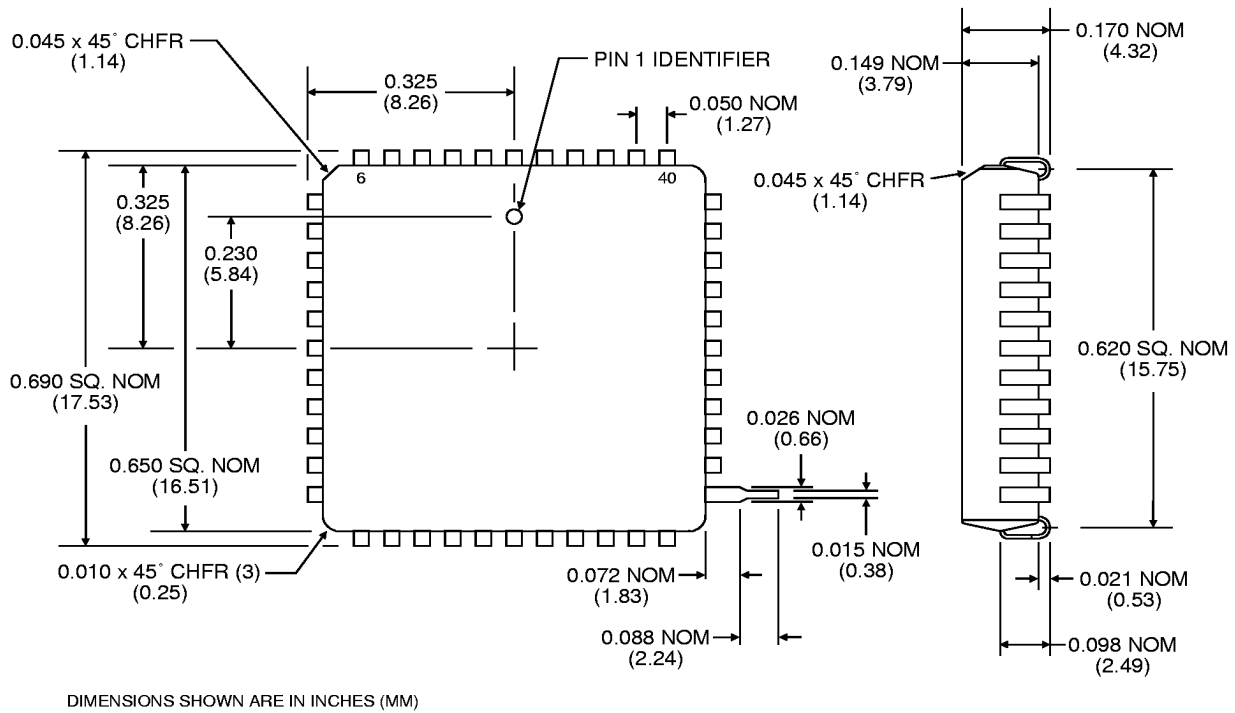 0.045 x 45° CHFR
(1.14)
PIN 1 IDENTIFIER
0.170 NOM
(4.32)
0.149 NOM
(3.79)
0.325
(8.26)
0.050 NOM
(1.27)
6
40
0.045 x 45° CHFR
(1.14)
0.325
(8.26)
0.230
(5.84)
0.690 SQ. NOM
(17.53)
0.620 SQ. NOM
(15.75)
0.026 NOM
(0.66)
0.650 SQ. NOM
(16.51)
0.015 NOM
(0.38)
0.010 x 45° CHFR (3)
(0.25)
0.072 NOM
(1.83)
0.021 NOM
(0.53)
0.088 NOM
(2.24)
0.098 NOM
(2.49)
DIMENSIONS SHOWN ARE IN INCHES (MM)